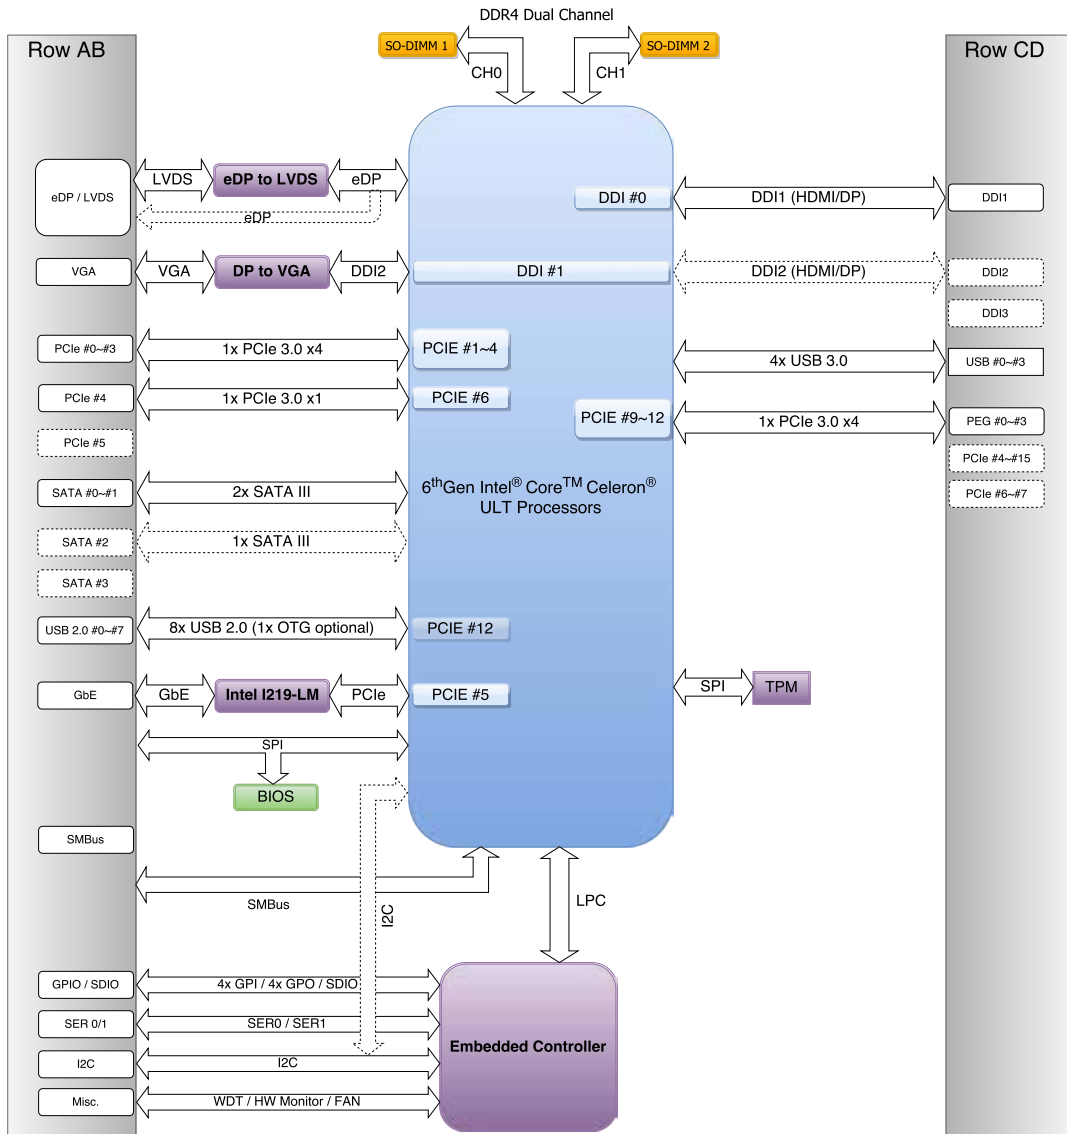 DDR4 Dual Channel
Row AB
SO-DIMM 1
SO-DIMM 2
Row CD
CH0
CH1
eDP / LVDS
LVDS
eDP to LVDS
eDP
eDP
DDI #0
DDI1 (HDMI/DP)
DDI1
VGA
VGA
DP to VGA
DDI2
DDI #1
DDI2 (HDMI/DP)
DDI2
DDI3
PCIe #0~#3
1x PCIe 3.0 x4
PCIE #1~4
4x USB 3.0
USB #0~#3
PCIe #4
1x PCIe 3.0 x1
PCIE #6
PCIE #9~12
1x PCIe 3.0 x4
PEG #0~#3
PCIe #5
PCIe #4~#15
SATA #0~#1
2x SATA III
6thGen Intel® CoreTM Celeron®
ULT Processors
PCIe #6~#7
SATA #2
1x SATA III
SATA #3
USB 2.0 #0~#7
8x USB 2.0 (1x OTG optional)
PCIE #12
GbE
GbE
Intel I219-LM
PCIe
PCIE #5
SPI
TPM
SPI
BIOS
SMBus
SMBus
I2C
LPC
GPIO / SDIO
4x GPI / 4x GPO / SDIO
SER 0/1
SER0 / SER1
Embedded Controller
I2C
I2C
Misc.
WDT / HW Monitor / FAN